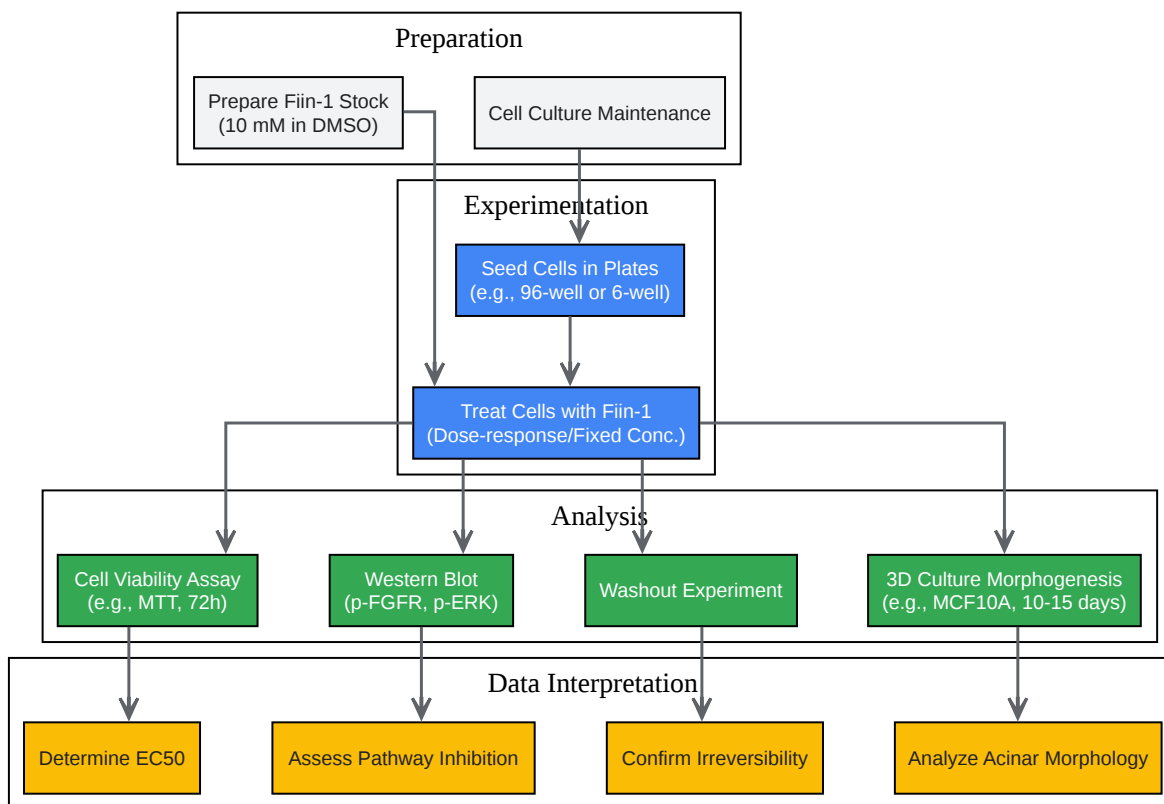 Preparation
Prepare Fiin-1 Stock
(10 mM in DMSO)
Cell Culture Maintenance
Experimentation
Seed Cells in Plates
(e.g., 96-well or 6-well)
Treat Cells with Fiin-1
(Dose-response/Fixed Conc.)
Analysis
Cell Viability Assay
(e.g., MTT, 72h)
Western Blot
(p-FGFR, p-ERK)
Washout Experiment
3D Culture Morphogenesis
(e.g., MCF10A, 10-15 days)
Data Interpretation
Determine EC50
Assess Pathway Inhibition
Confirm Irreversibility
Analyze Acinar Morphology